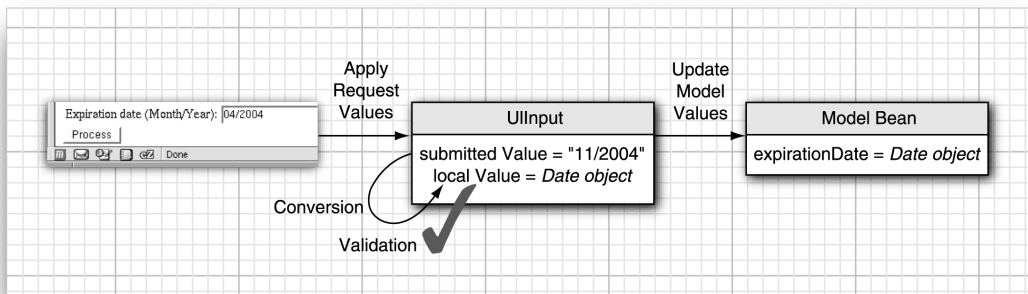 Expiration date (Month/Year): 04/2004
Process
Done
Apply
Request
Values
UIInput
submitted Value = "11/2004"
local Value = Date object
Conversion
Validation
Update
Model
Values
Model Bean
expirationDate = Date object